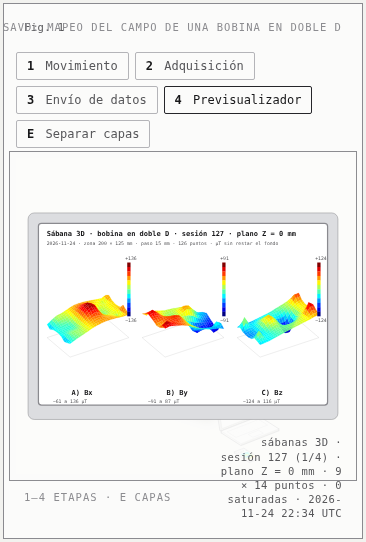 Fig. 1
SAVE · MAPEO DEL CAMPO DE UNA BOBINA EN DOBLE D
1 Movimiento
2 Adquisición
3 Envío de datos
4 Previsualizador
E Separar capas
Sábana 3D · bobina en doble D · sesión 127 · plano Z = 0 mm
2026-11-24 · zona 200 × 125 mm · paso 15 mm · 126 puntos · µT sin restar el fondo
+136
+91
+124
−136
−91
−124
A) Bx
B) By
C) Bz
−61 a 136 µT
−91 a 87 µT
−124 a 116 µT
sábanas 3D ·
sesión 127 (1/4) ·
plano Z = 0 mm · 9
× 14 puntos · 0
saturadas · 2026-
11-24 22:34 UTC
1–4 ETAPAS · E CAPAS